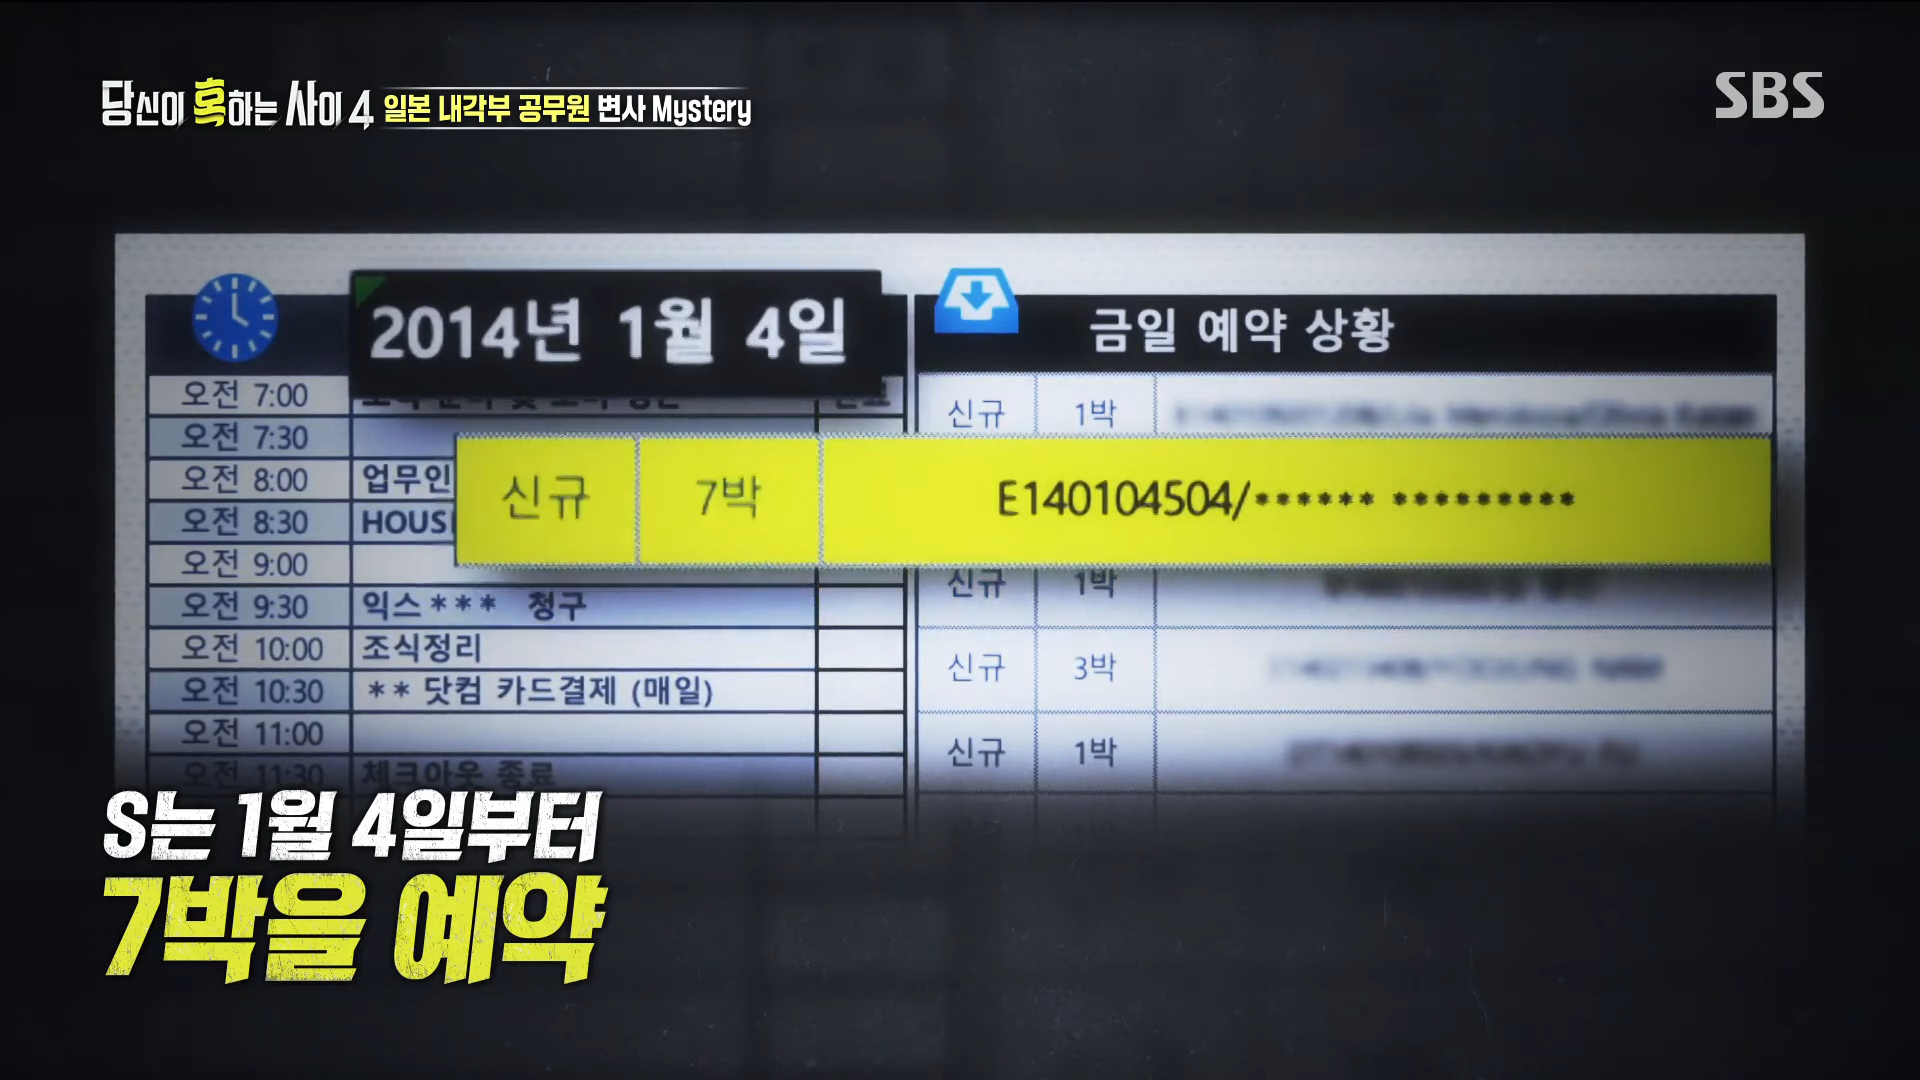 당신이 혹하는 사이 4 일본 내각부 공무원 변사 Mystery
SBS
2014년 1월 4일
금일 예약 상황
오전 7:00
신규 1박
오전 7:30
신규 7박 E140104504/****** *********
오전 8:00 업무인
오전 8:30 HOUS
오전 9:00
신규 1박
오전 9:30 익스*** 청구
오전 10:00 조식정리
신규 3박
오전 10:30 ** 닷컴 카드결제 (매일)
오전 11:00
신규 1박
오전 11:30 체크아웃 종료
S는 1월 4일부터
7박을 예약